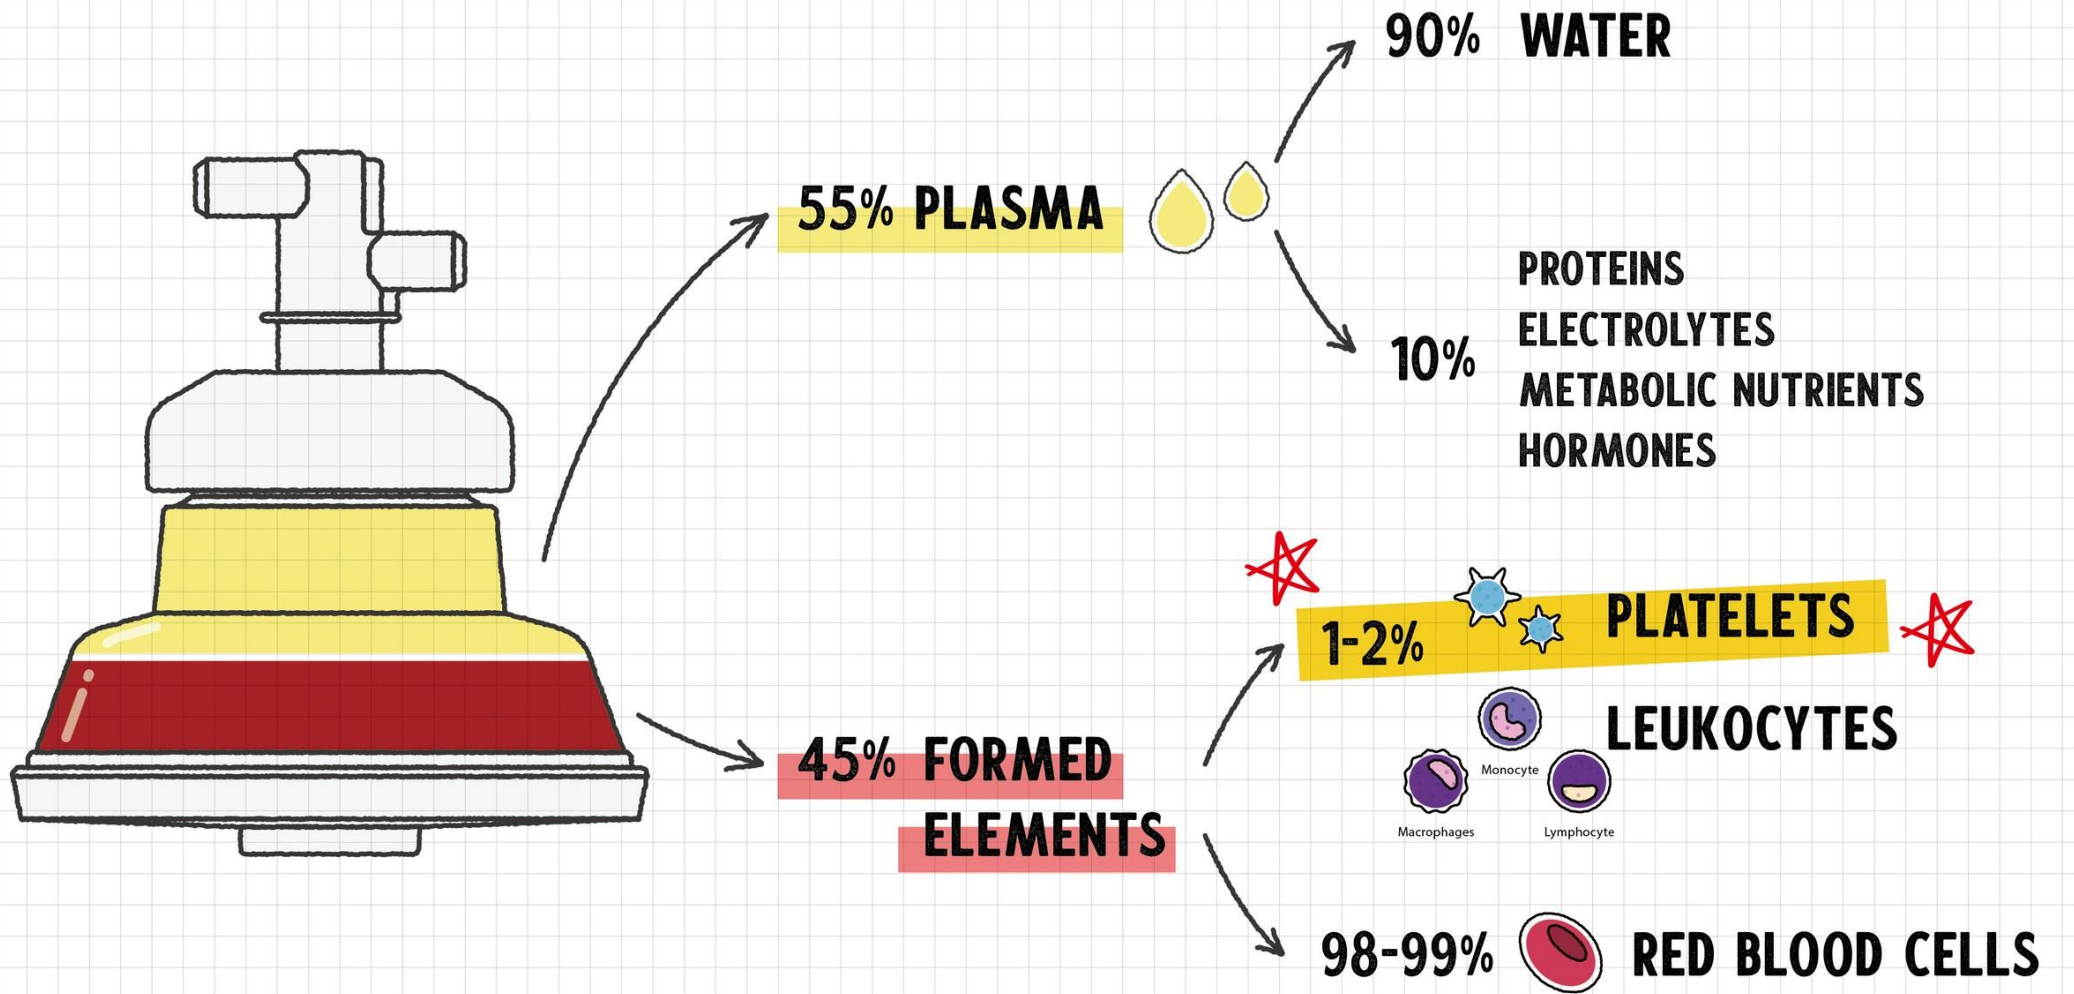 90% WATER
55% PLASMA
10%
PROTEINS
ELECTROLYTES
METABOLIC NUTRIENTS
HORMONES
1-2% PLATELETS
LEUKOCYTES
Monocyte
Macrophages
Lymphocyte
45% FORMED
ELEMENTS
98-99% RED BLOOD CELLS